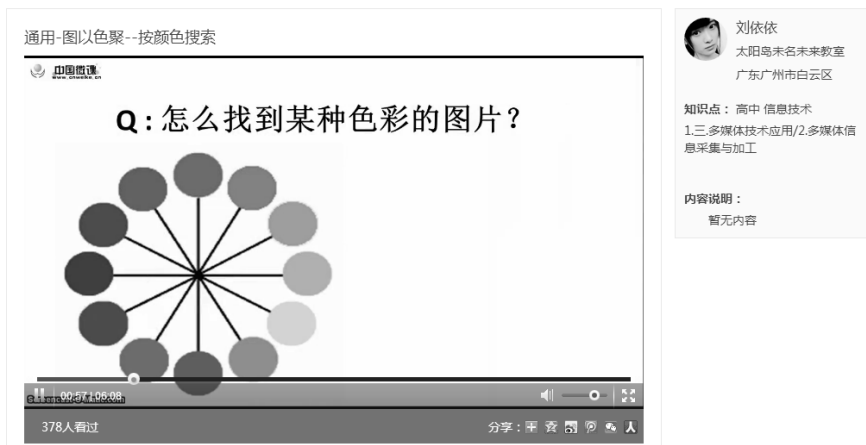 通用-图以色聚--按颜色搜索
中国微课
www.cnweike.cn
Q：怎么找到某种色彩的图片？
00:57 | 06:08
378人看过
分享：
刘依依
太阳岛未名未来教室
广东广州市白云区
知识点： 高中 信息技术
1.三.多媒体技术应用/2.多媒体信
息采集与加工
内容说明：
暂无内容